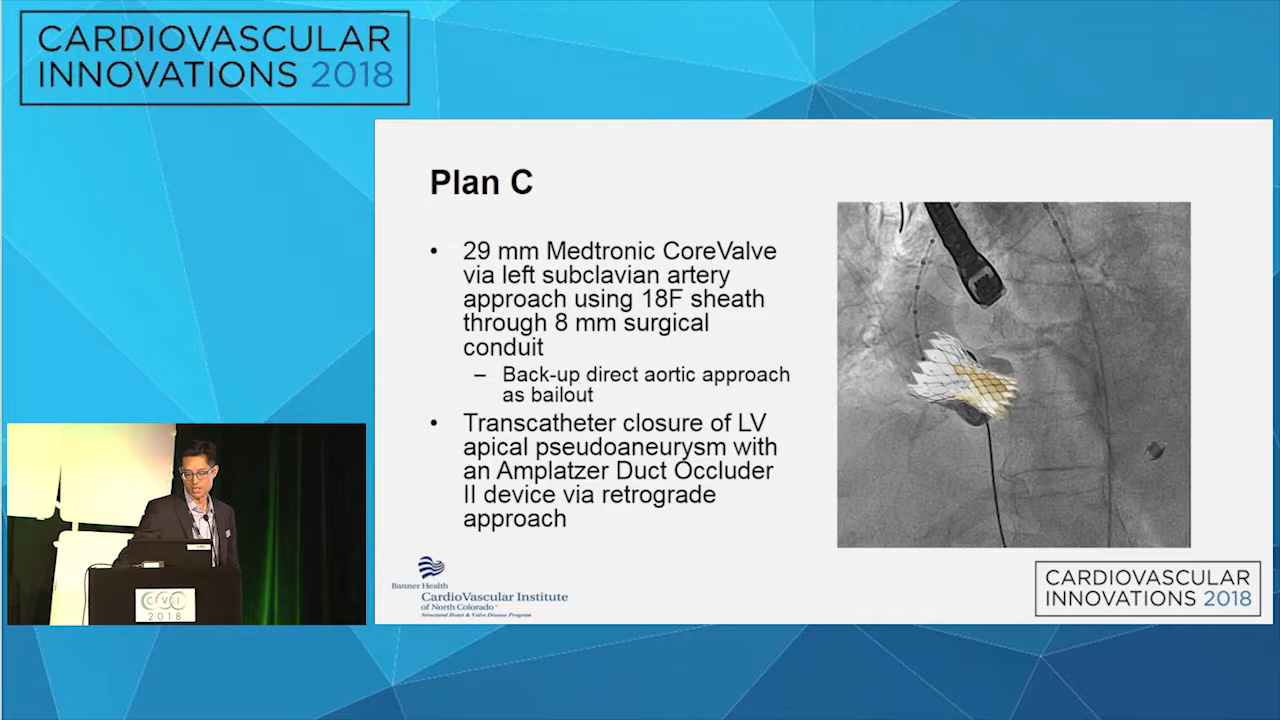 CARDIOVASCULAR
INNOVATIONS 2018
Plan C
• 29 mm Medtronic CoreValve
via left subclavian artery
approach using 18F sheath
through 8 mm surgical
conduit
– Back-up direct aortic approach
as bailout
• Transcatheter closure of LV
apical pseudoaneurysm with
an Amplatzer Duct Occluder
II device via retrograde
approach
Banner Health
CardioVascular Institute
of North Colorado
Structural Heart & Valve Disease Program
CARDIOVASCULAR
INNOVATIONS 2018
CVI
2018